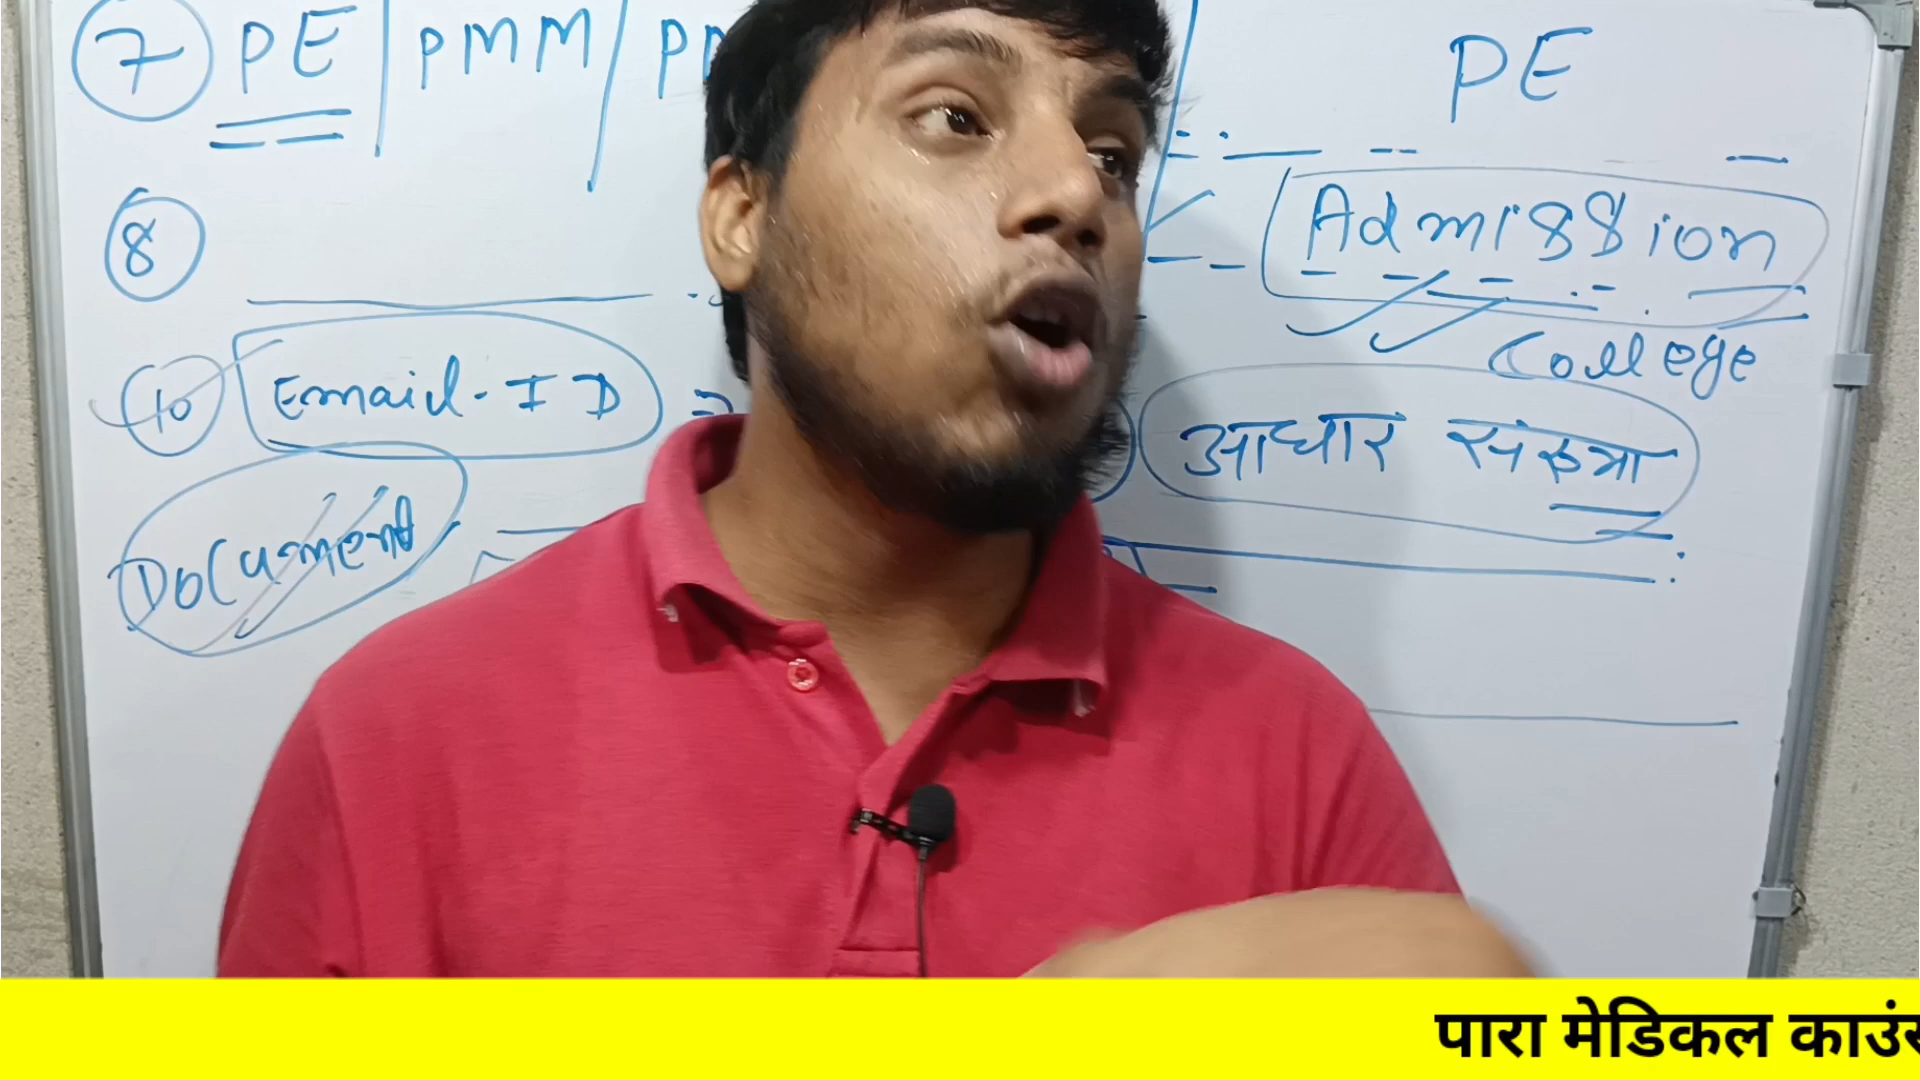 7 PE PMM
PE
8
Admission
College
10 Email-ID ⇒
आधार संख्या
Document
पारा मेडिकल